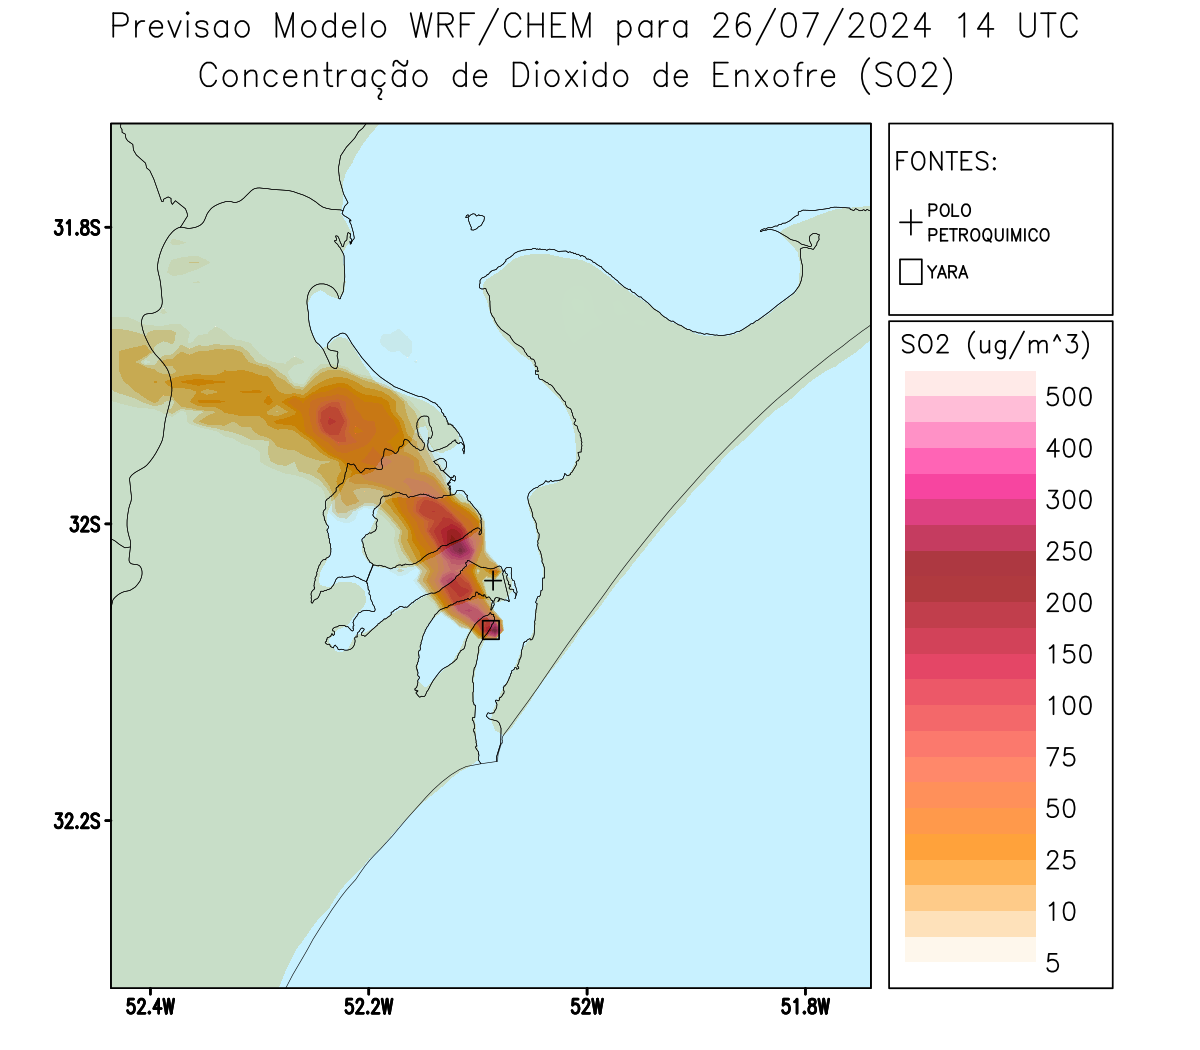 Previsao Modelo WRF/CHEM para 26/07/2024 14 UTC
Concentração de Dioxido de Enxofre (SO2)
FONTES:
POLO
PETROQUIMICO
YARA
SO2 (ug/m^3)
500
400
300
250
200
150
100
75
50
25
10
5
31.8S
32S
32.2S
52.4W
52.2W
52W
51.8W